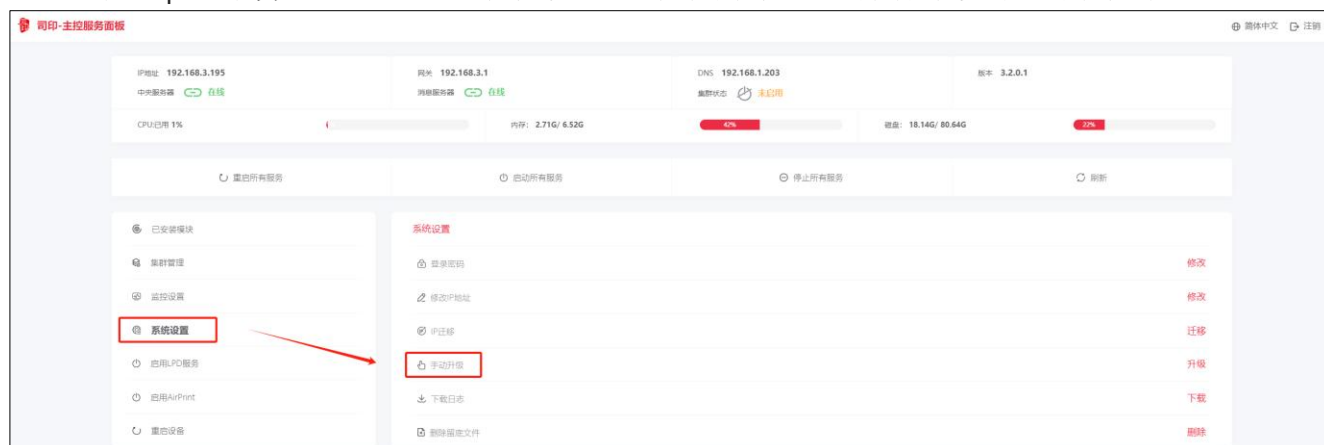 司印-主控服务面板
简体中文 注销
IP地址 192.168.3.195 网关 192.168.3.1 DNS 192.168.1.203 版本 3.2.0.1
中央服务器 在线 消息服务器 在线 集群状态 未启用
CPU:已用 1% 内存: 2.71G/ 6.52G 42% 磁盘: 18.14G/ 80.64G 22%
重启所有服务 启动所有服务 停止所有服务 刷新
已安装模块
集群管理
监控设置
系统设置
启用LPD服务
启用AirPrint
重启设备
系统设置
登录密码 修改
修改IP地址 修改
IP迁移 迁移
手动升级 升级
下载日志 下载
删除留底文件 删除